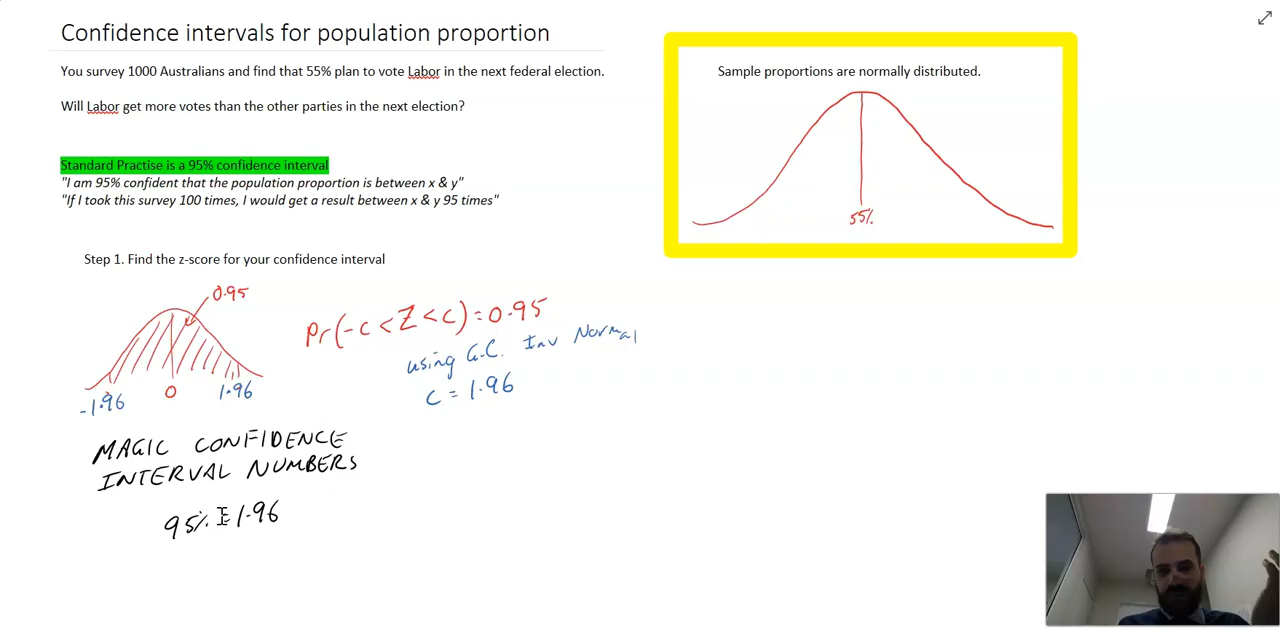 Confidence intervals for population proportion
You survey 1000 Australians and find that 55% plan to vote Labor in the next federal election.
Will Labor get more votes than the other parties in the next election?
Standard Practise is a 95% confidence interval
"I am 95% confident that the population proportion is between x & y"
"If I took this survey 100 times, I would get a result between x & y 95 times"
Sample proportions are normally distributed.
55%
Step 1. Find the z-score for your confidence interval
0.95
-1.96
0
1.96
Pr(-c < Z < c) = 0.95
using G.C. Inv Normal
c = 1.96
MAGIC CONFIDENCE
INTERVAL NUMBERS
95% = 1.96